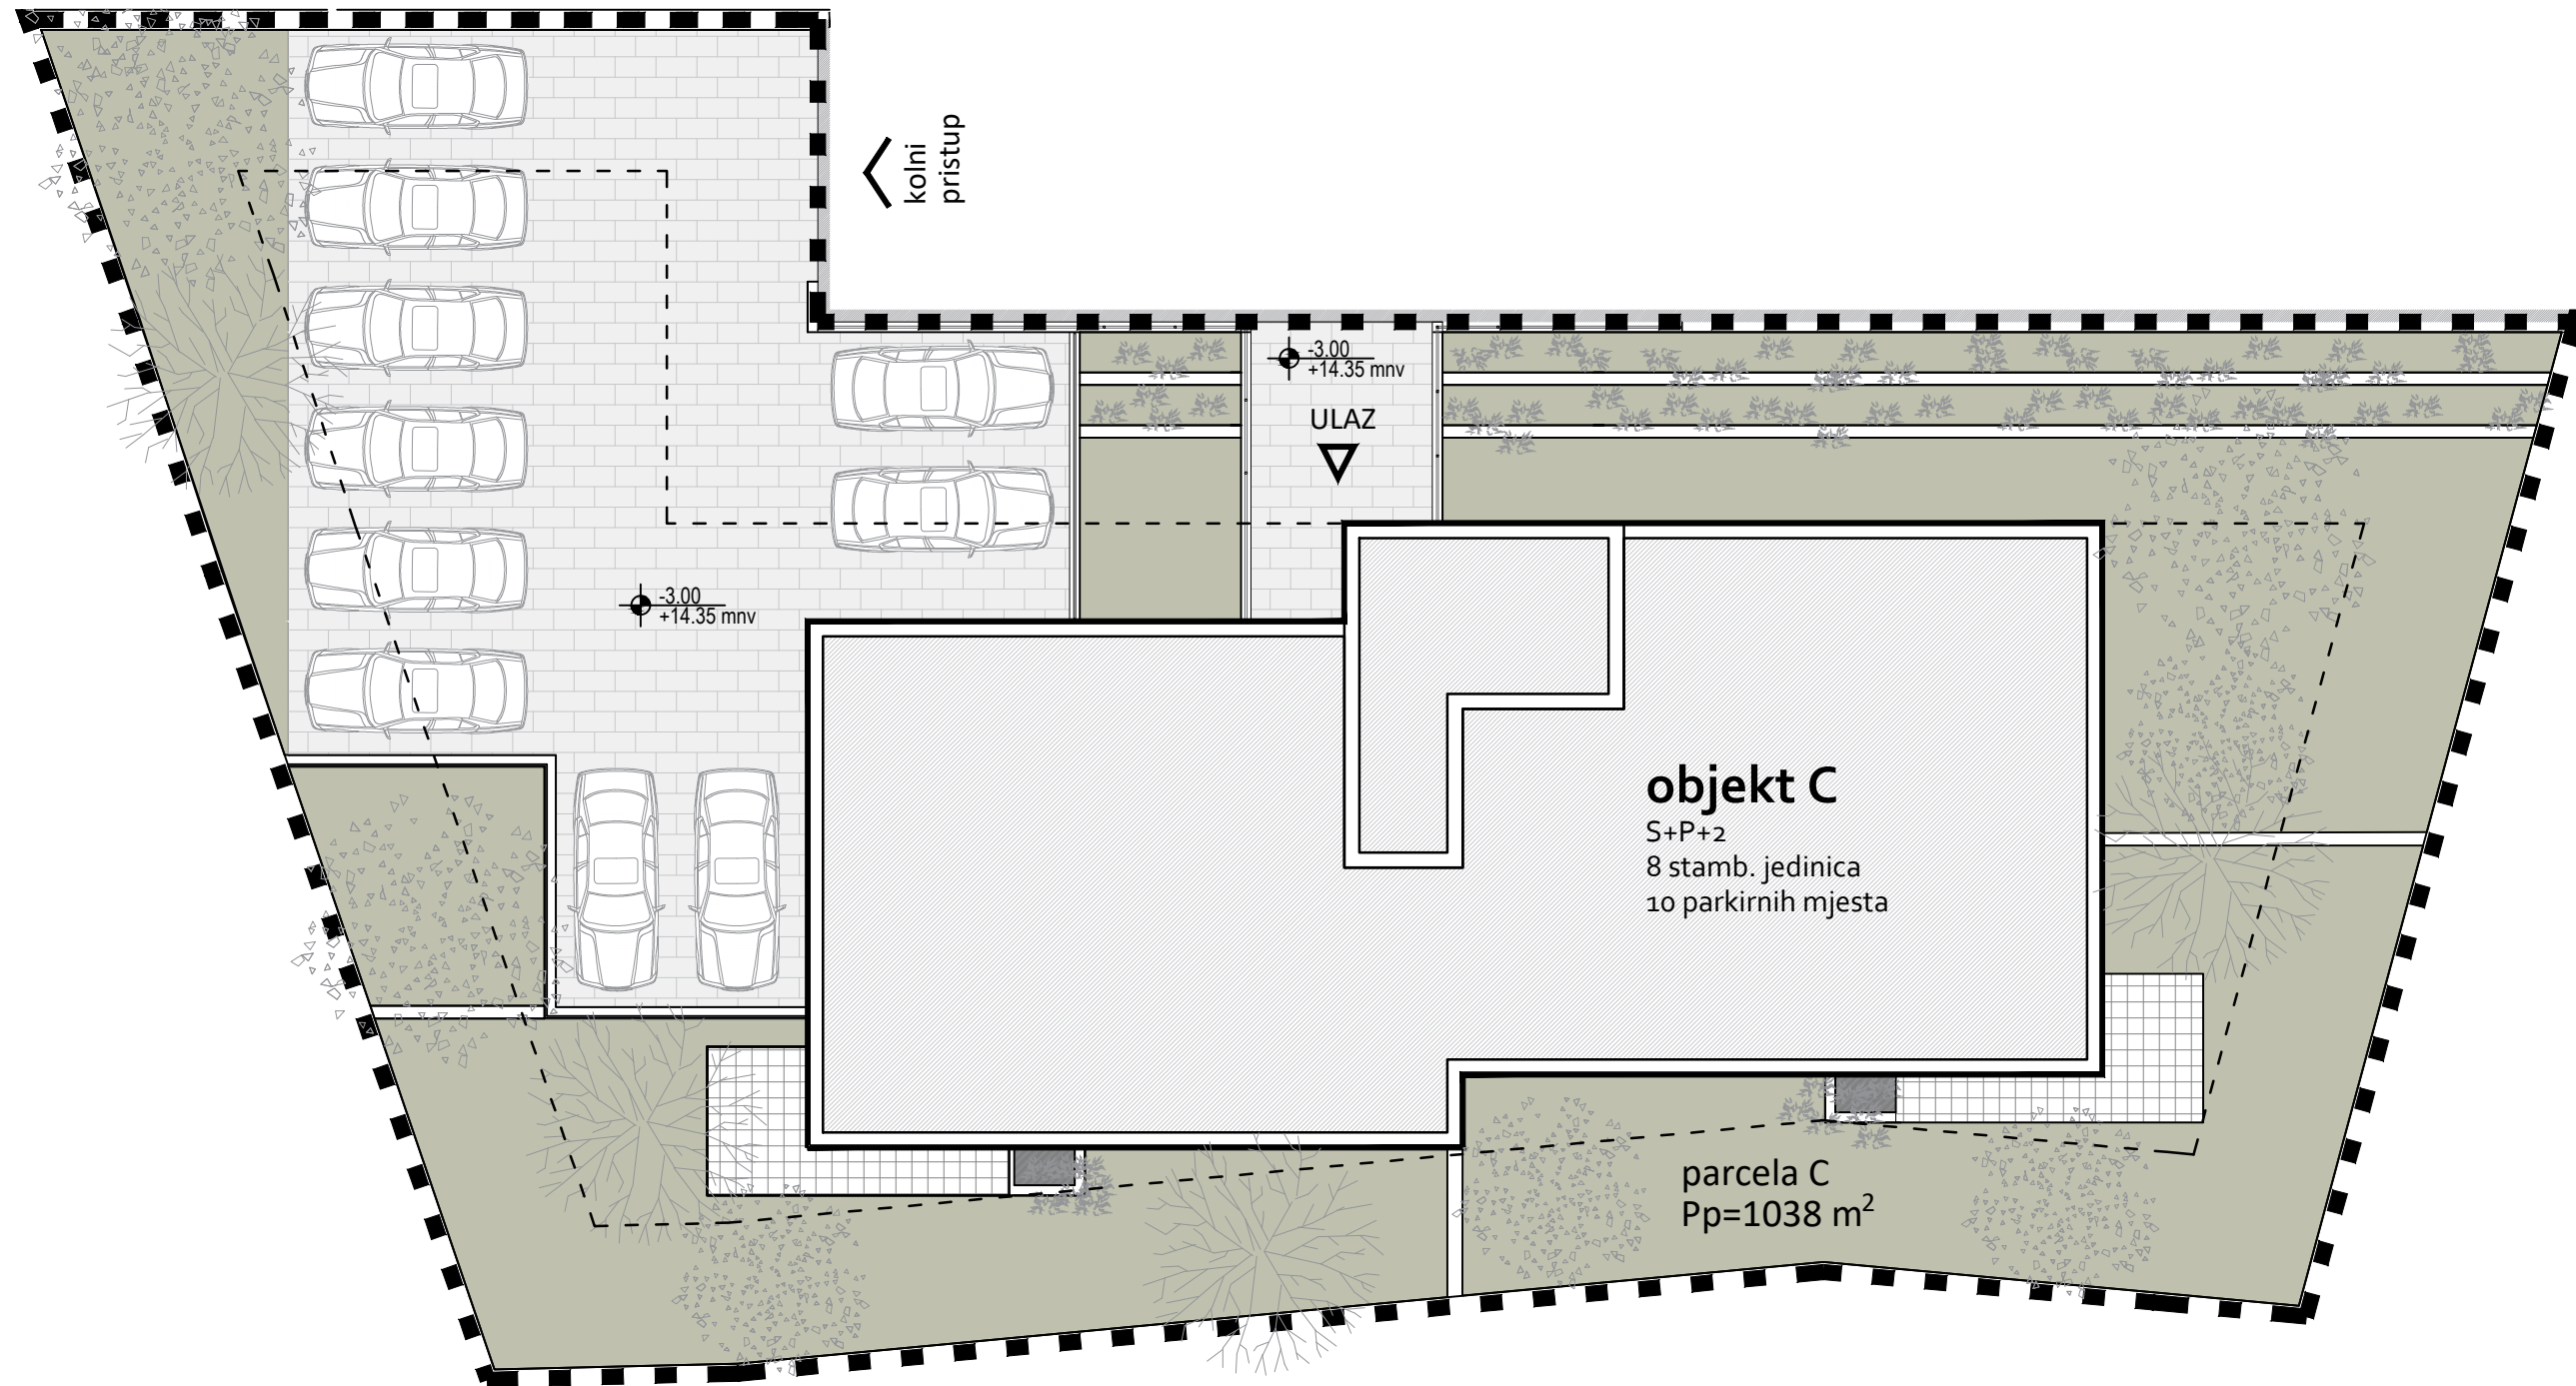 kolni
pristup
-3.00
+14.35 mnv
ULAZ
-3.00
+14.35 mnv
objekt C
S+P+2
8 stamb. jedinica
10 parkirnih mjesta
parcela C
Pp=1038 m²